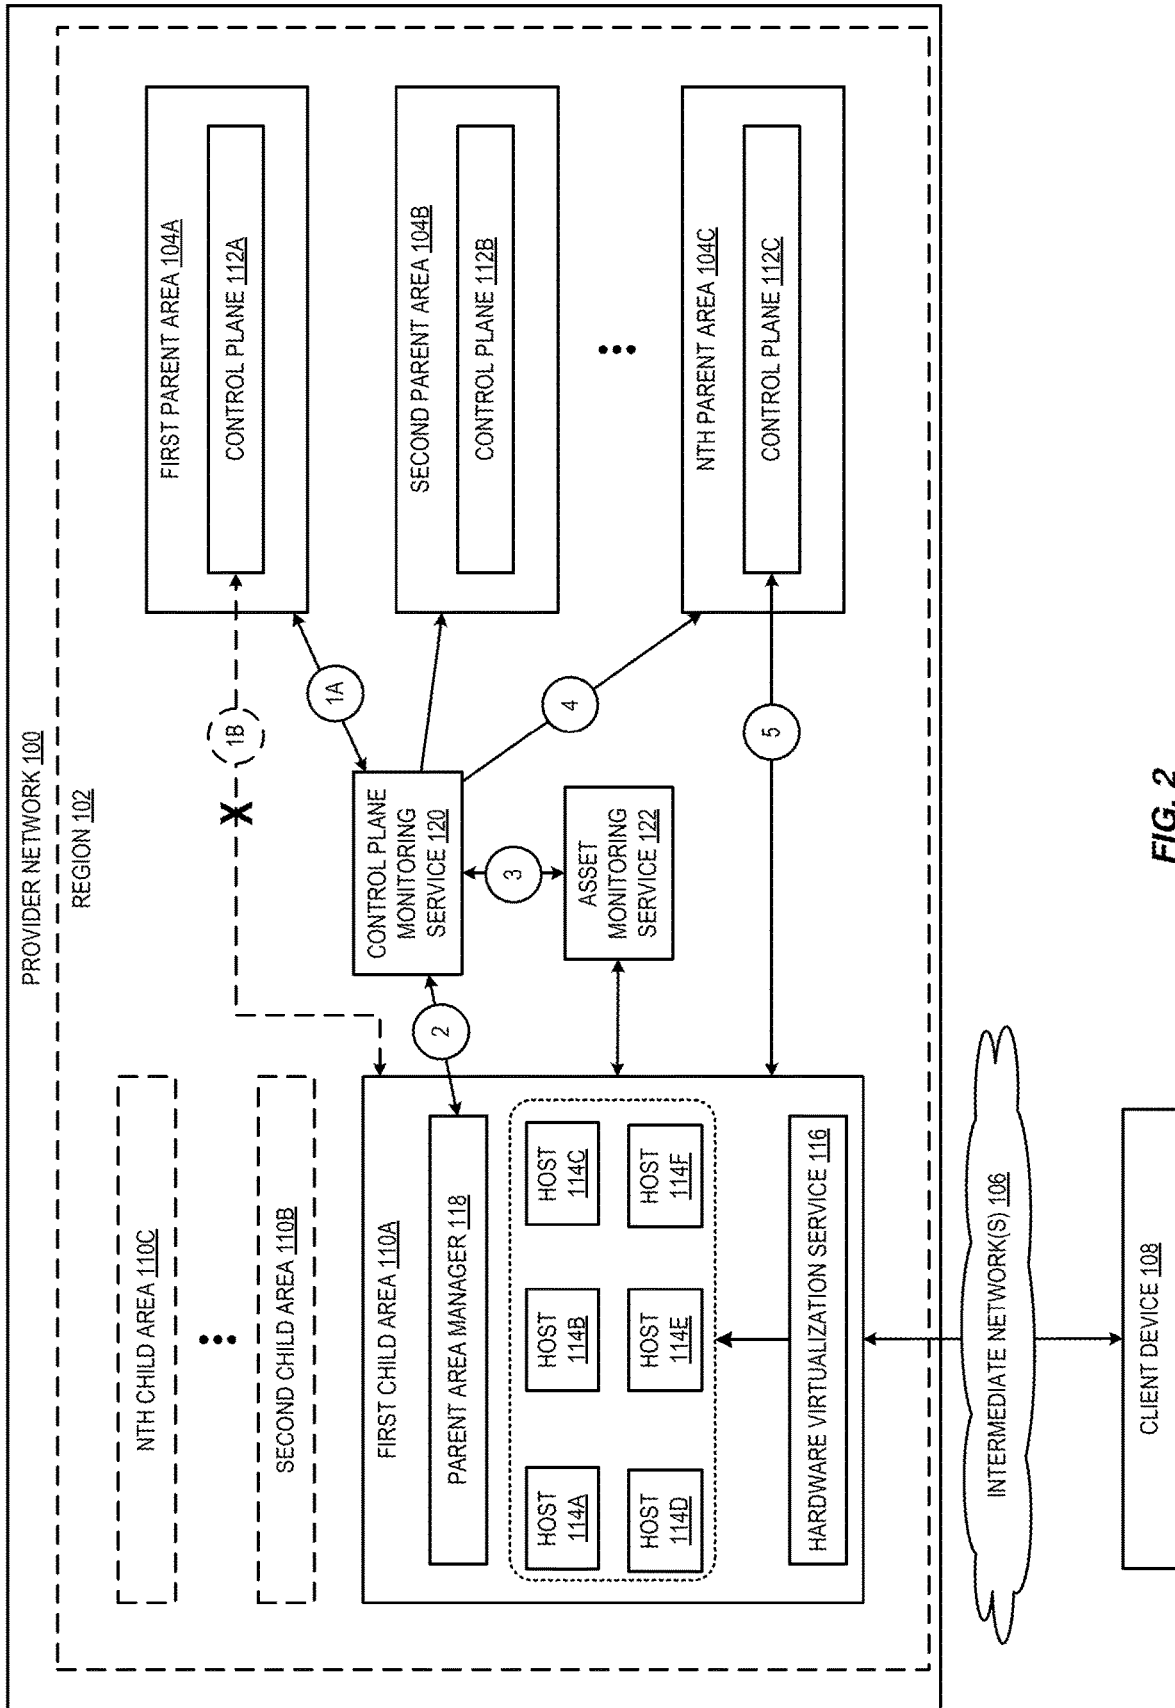 PROVIDER NETWORK 100
REGION 102
NTH CHILD AREA 110C
SECOND CHILD AREA 110B
FIRST CHILD AREA 110A
PARENT AREA MANAGER 118
HOST
114A
HOST
114B
HOST
114C
HOST
114D
HOST
114E
HOST
114F
HARDWARE VIRTUALIZATION SERVICE 116
1B
1A
2
CONTROL PLANE
MONITORING
SERVICE 120
3
ASSET
MONITORING
SERVICE 122
4
5
FIRST PARENT AREA 104A
CONTROL PLANE 112A
SECOND PARENT AREA 104B
CONTROL PLANE 112B
NTH PARENT AREA 104C
CONTROL PLANE 112C
INTERMEDIATE NETWORK(S) 106
CLIENT DEVICE 108
FIG. 2